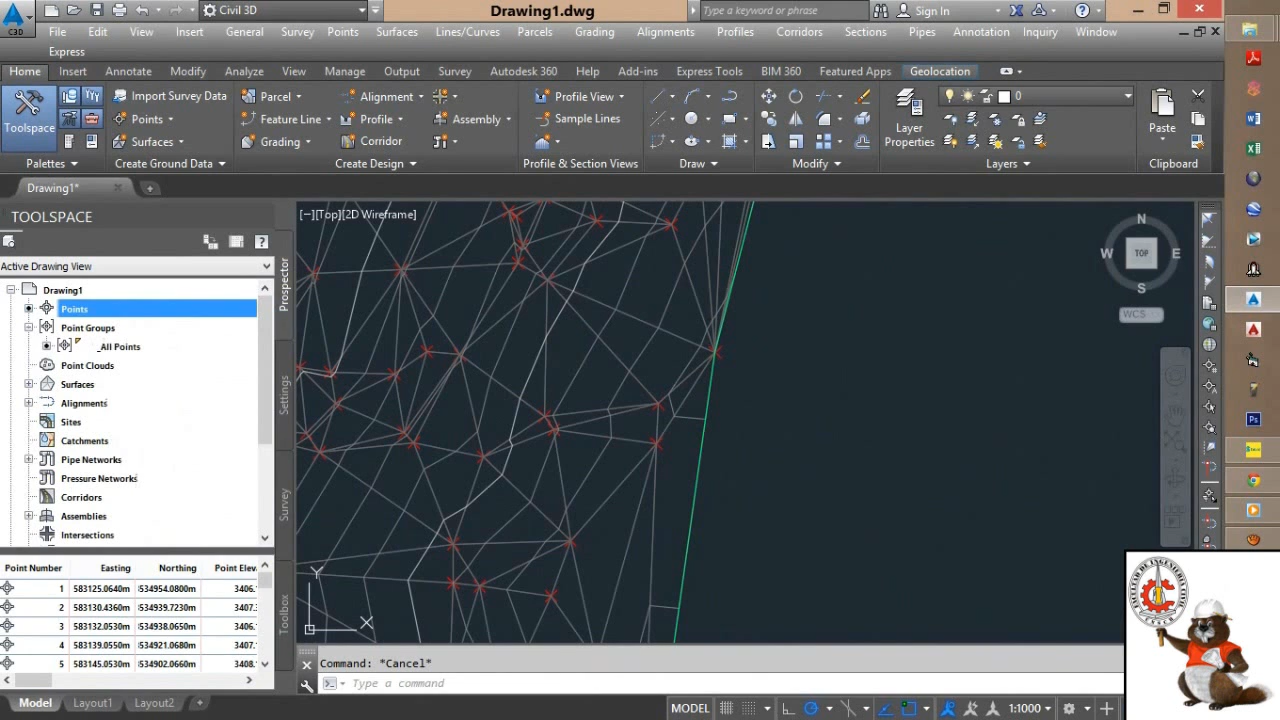 Civil 3D
Drawing1.dwg
Type a keyword or phrase
Sign In
C3D
File Edit View Insert General Survey Points Surfaces Lines/Curves Parcels Grading Alignments Profiles Corridors Sections Pipes Annotation Inquiry Window
Express
Home Insert Annotate Modify Analyze View Manage Output Survey Autodesk 360 Help Add-ins Express Tools BIM 360 Featured Apps Geolocation
Toolspace
Import Survey Data
Points
Surfaces
Parcel
Feature Line
Grading
Alignment
Profile
Corridor
Assembly
Profile View
Sample Lines
Layer
Properties
0
Paste
Palettes Create Ground Data Create Design Profile & Section Views Draw Modify Layers Clipboard
Drawing1*
TOOLSPACE
Active Drawing View
Drawing1
Points
Point Groups
_All Points
Point Clouds
Surfaces
Alignments
Sites
Catchments
Pipe Networks
Pressure Networks
Corridors
Assemblies
Intersections
Prospector
Settings
Survey
Toolbox
Point Number Easting Northing Point Elev
1 583125.0640m 534954.0800m 3406.
2 583130.4360m 534939.7230m 3407.
3 583132.0530m 534938.0650m 3406.
4 583139.0550m 534921.0680m 3407.
5 583145.0530m 534902.0660m 3408.
[−][Top][2D Wireframe]
N
W TOP E
S
WCS
Y
X
Command: *Cancel*
Type a command
Model Layout1 Layout2
MODEL
1:1000